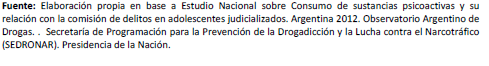 Fuente: Elaboración propia en base a Estudio Nacional sobre Consumo de sustancias psicoactivas y su
relación con la comisión de delitos en adolescentes judicializados. Argentina 2012. Observatorio Argentino de
Drogas. . Secretaría de Programación para la Prevención de la Drogadicción y la Lucha contra el Narcotráfico
(SEDRONAR). Presidencia de la Nación.